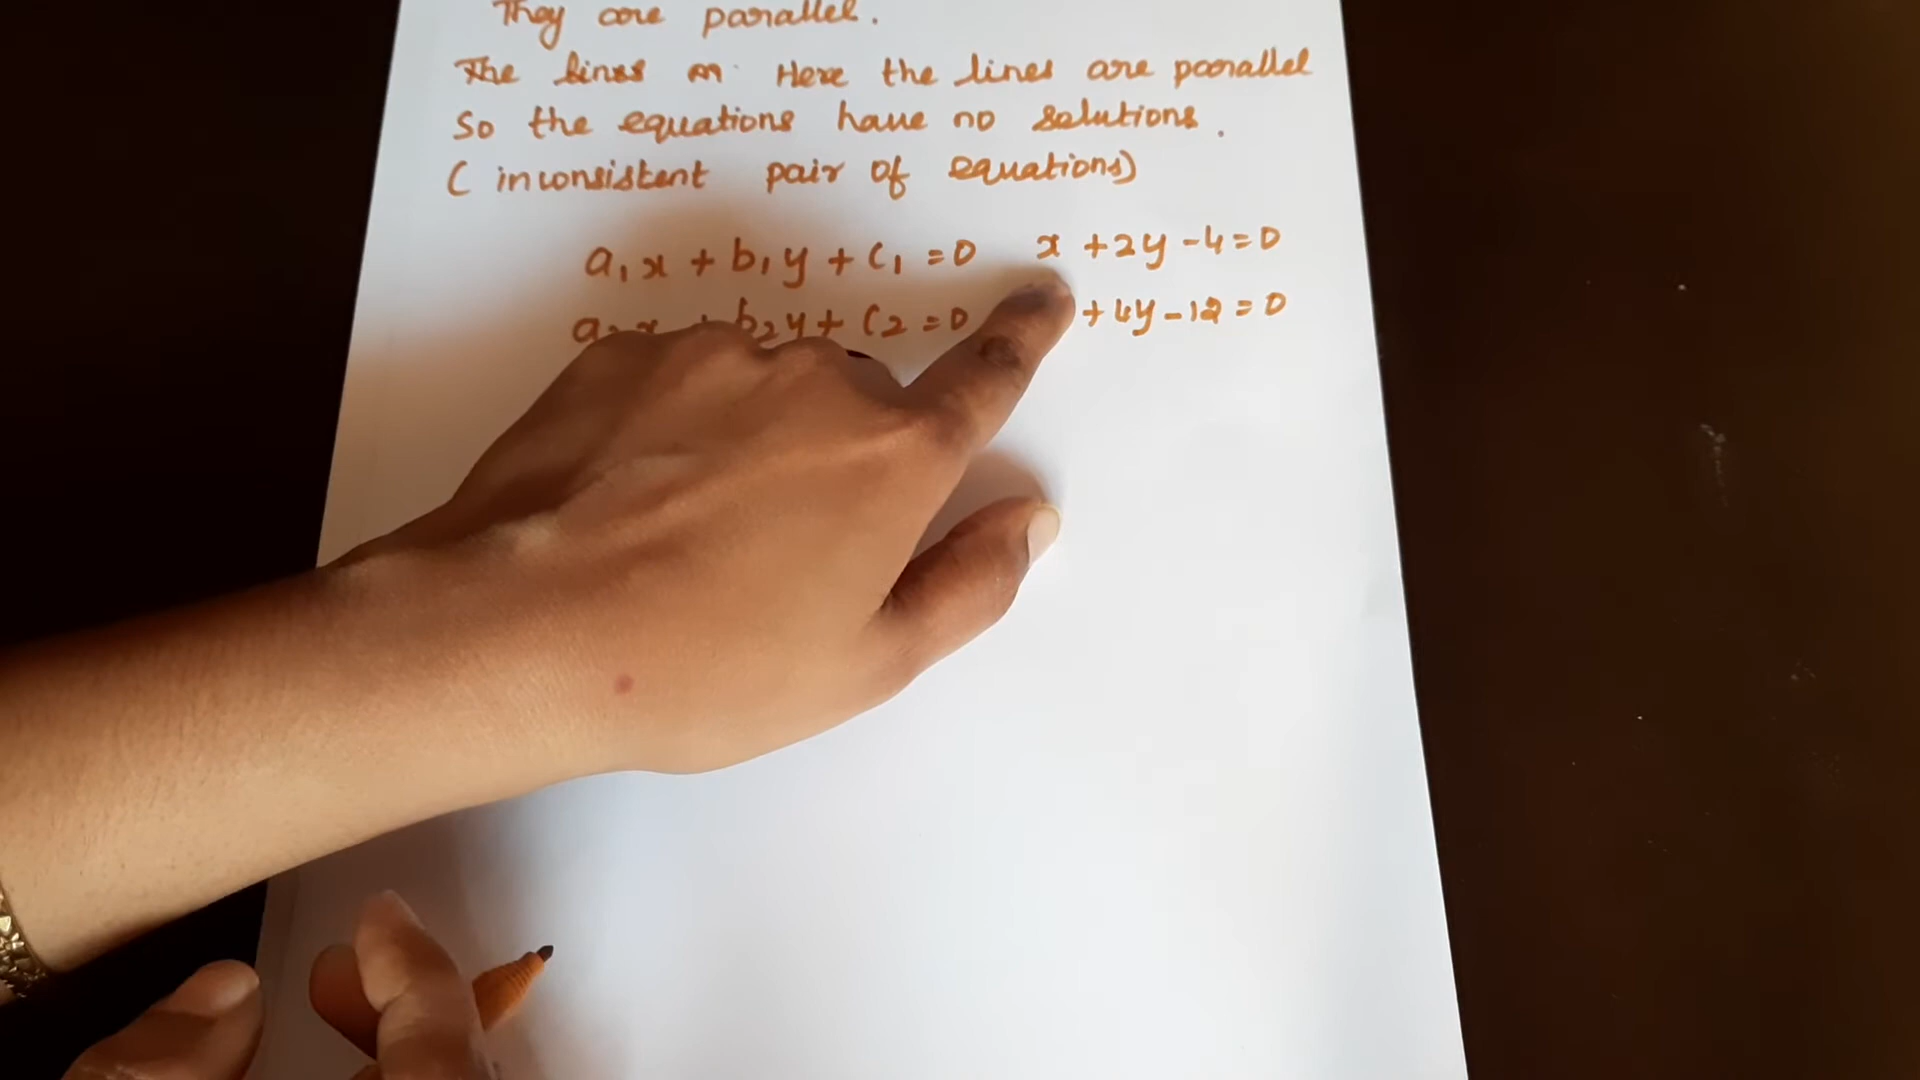 They are parallel.
The lines m. Here the lines are parallel
So the equations have no solutions.
( inconsistent pair of equations)
a₁x + b₁y + c₁ = 0 x + 2y - 4 = 0
a₂x + b₂y + c₂ = 0 + 4y - 12 = 0